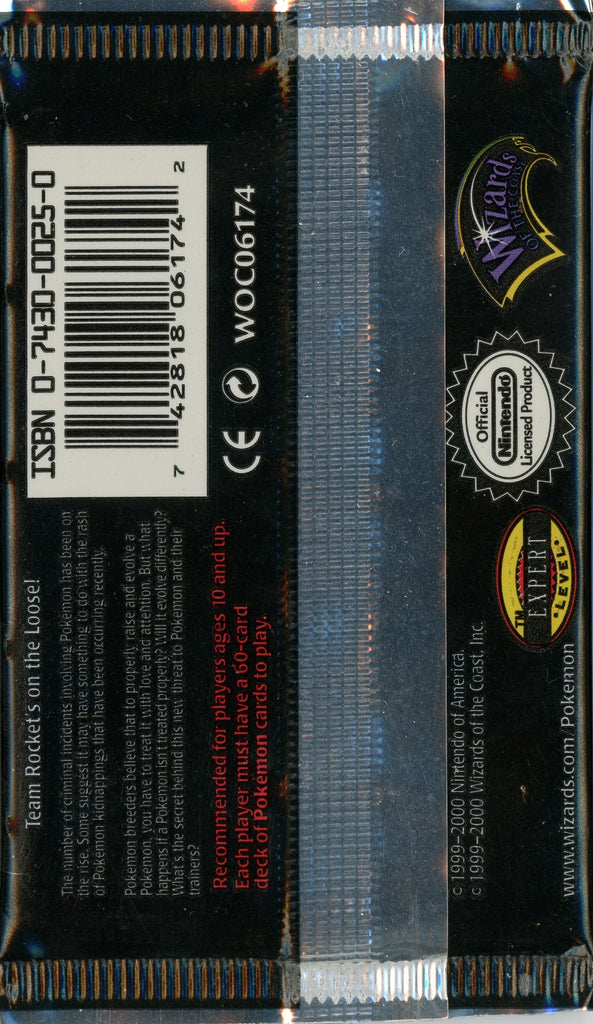 Team Rocket's on the Loose!
The number of criminal incidents involving Pokémon has been on
the rise. Some suggest it may have something to do with the rash
of Pokémon kidnappings that have been occurring recently.
Pokémon breeders believe that to properly raise and evolve a
Pokémon, you have to treat it with love and attention. But what
happens if a Pokémon isn't treated properly? Will it evolve differently?
What's the secret behind this new threat to Pokémon and their
trainers?
Recommended for players ages 10 and up.
Each player must have a 60-card
deck of Pokémon cards to play.
ISBN 0-7430-0025-0
7 42818 06174 2
CE WOC06174
©1999–2000 Nintendo of America.
©1999–2000 Wizards of the Coast, Inc.
www.wizards.com/Pokemon
TM
EXPERT
LEVEL
Official
Nintendo
Licensed Product
Wizards
OF THE COAST